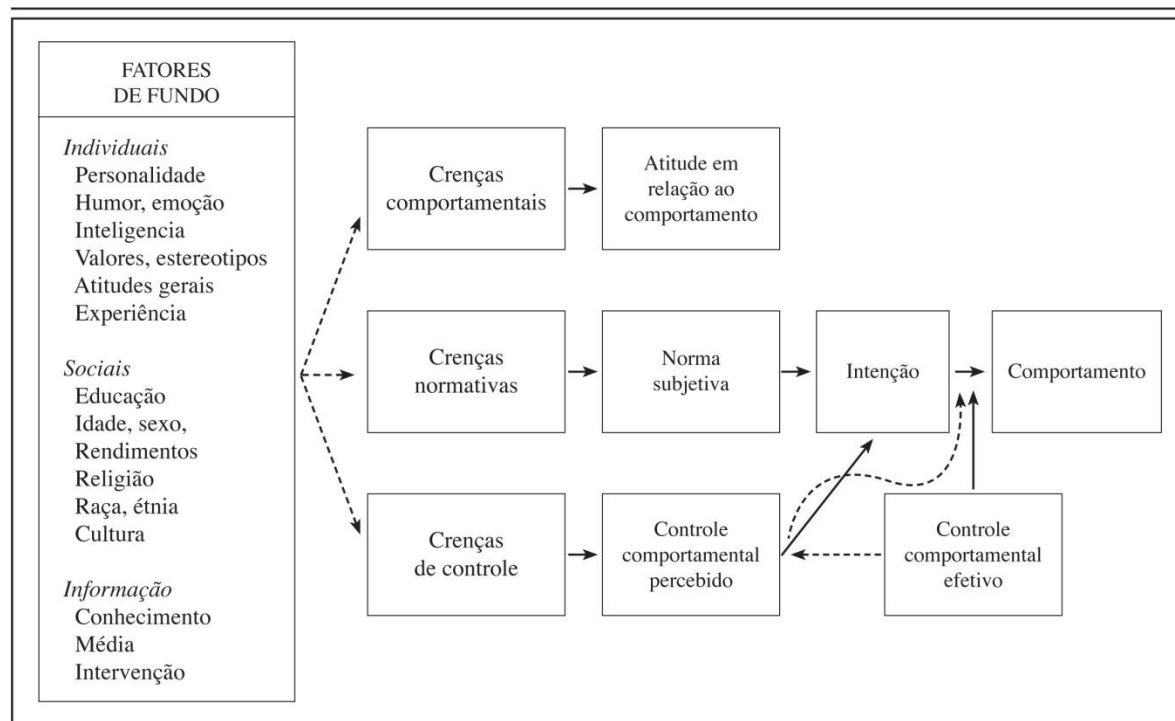 FATORES
DE FUNDO
Individuais
Personalidade
Humor, emoção
Inteligencia
Valores, estereotipos
Atitudes gerais
Experiência
Sociais
Educação
Idade, sexo,
Rendimentos
Religião
Raça, étnia
Cultura
Informação
Conhecimento
Média
Intervenção
Crenças
comportamentais
Atitude em
relação ao
comportamento
Crenças
normativas
Norma
subjetiva
Intenção
Comportamento
Crenças
de controle
Controle
comportamental
percebido
Controle
comportamental
efetivo